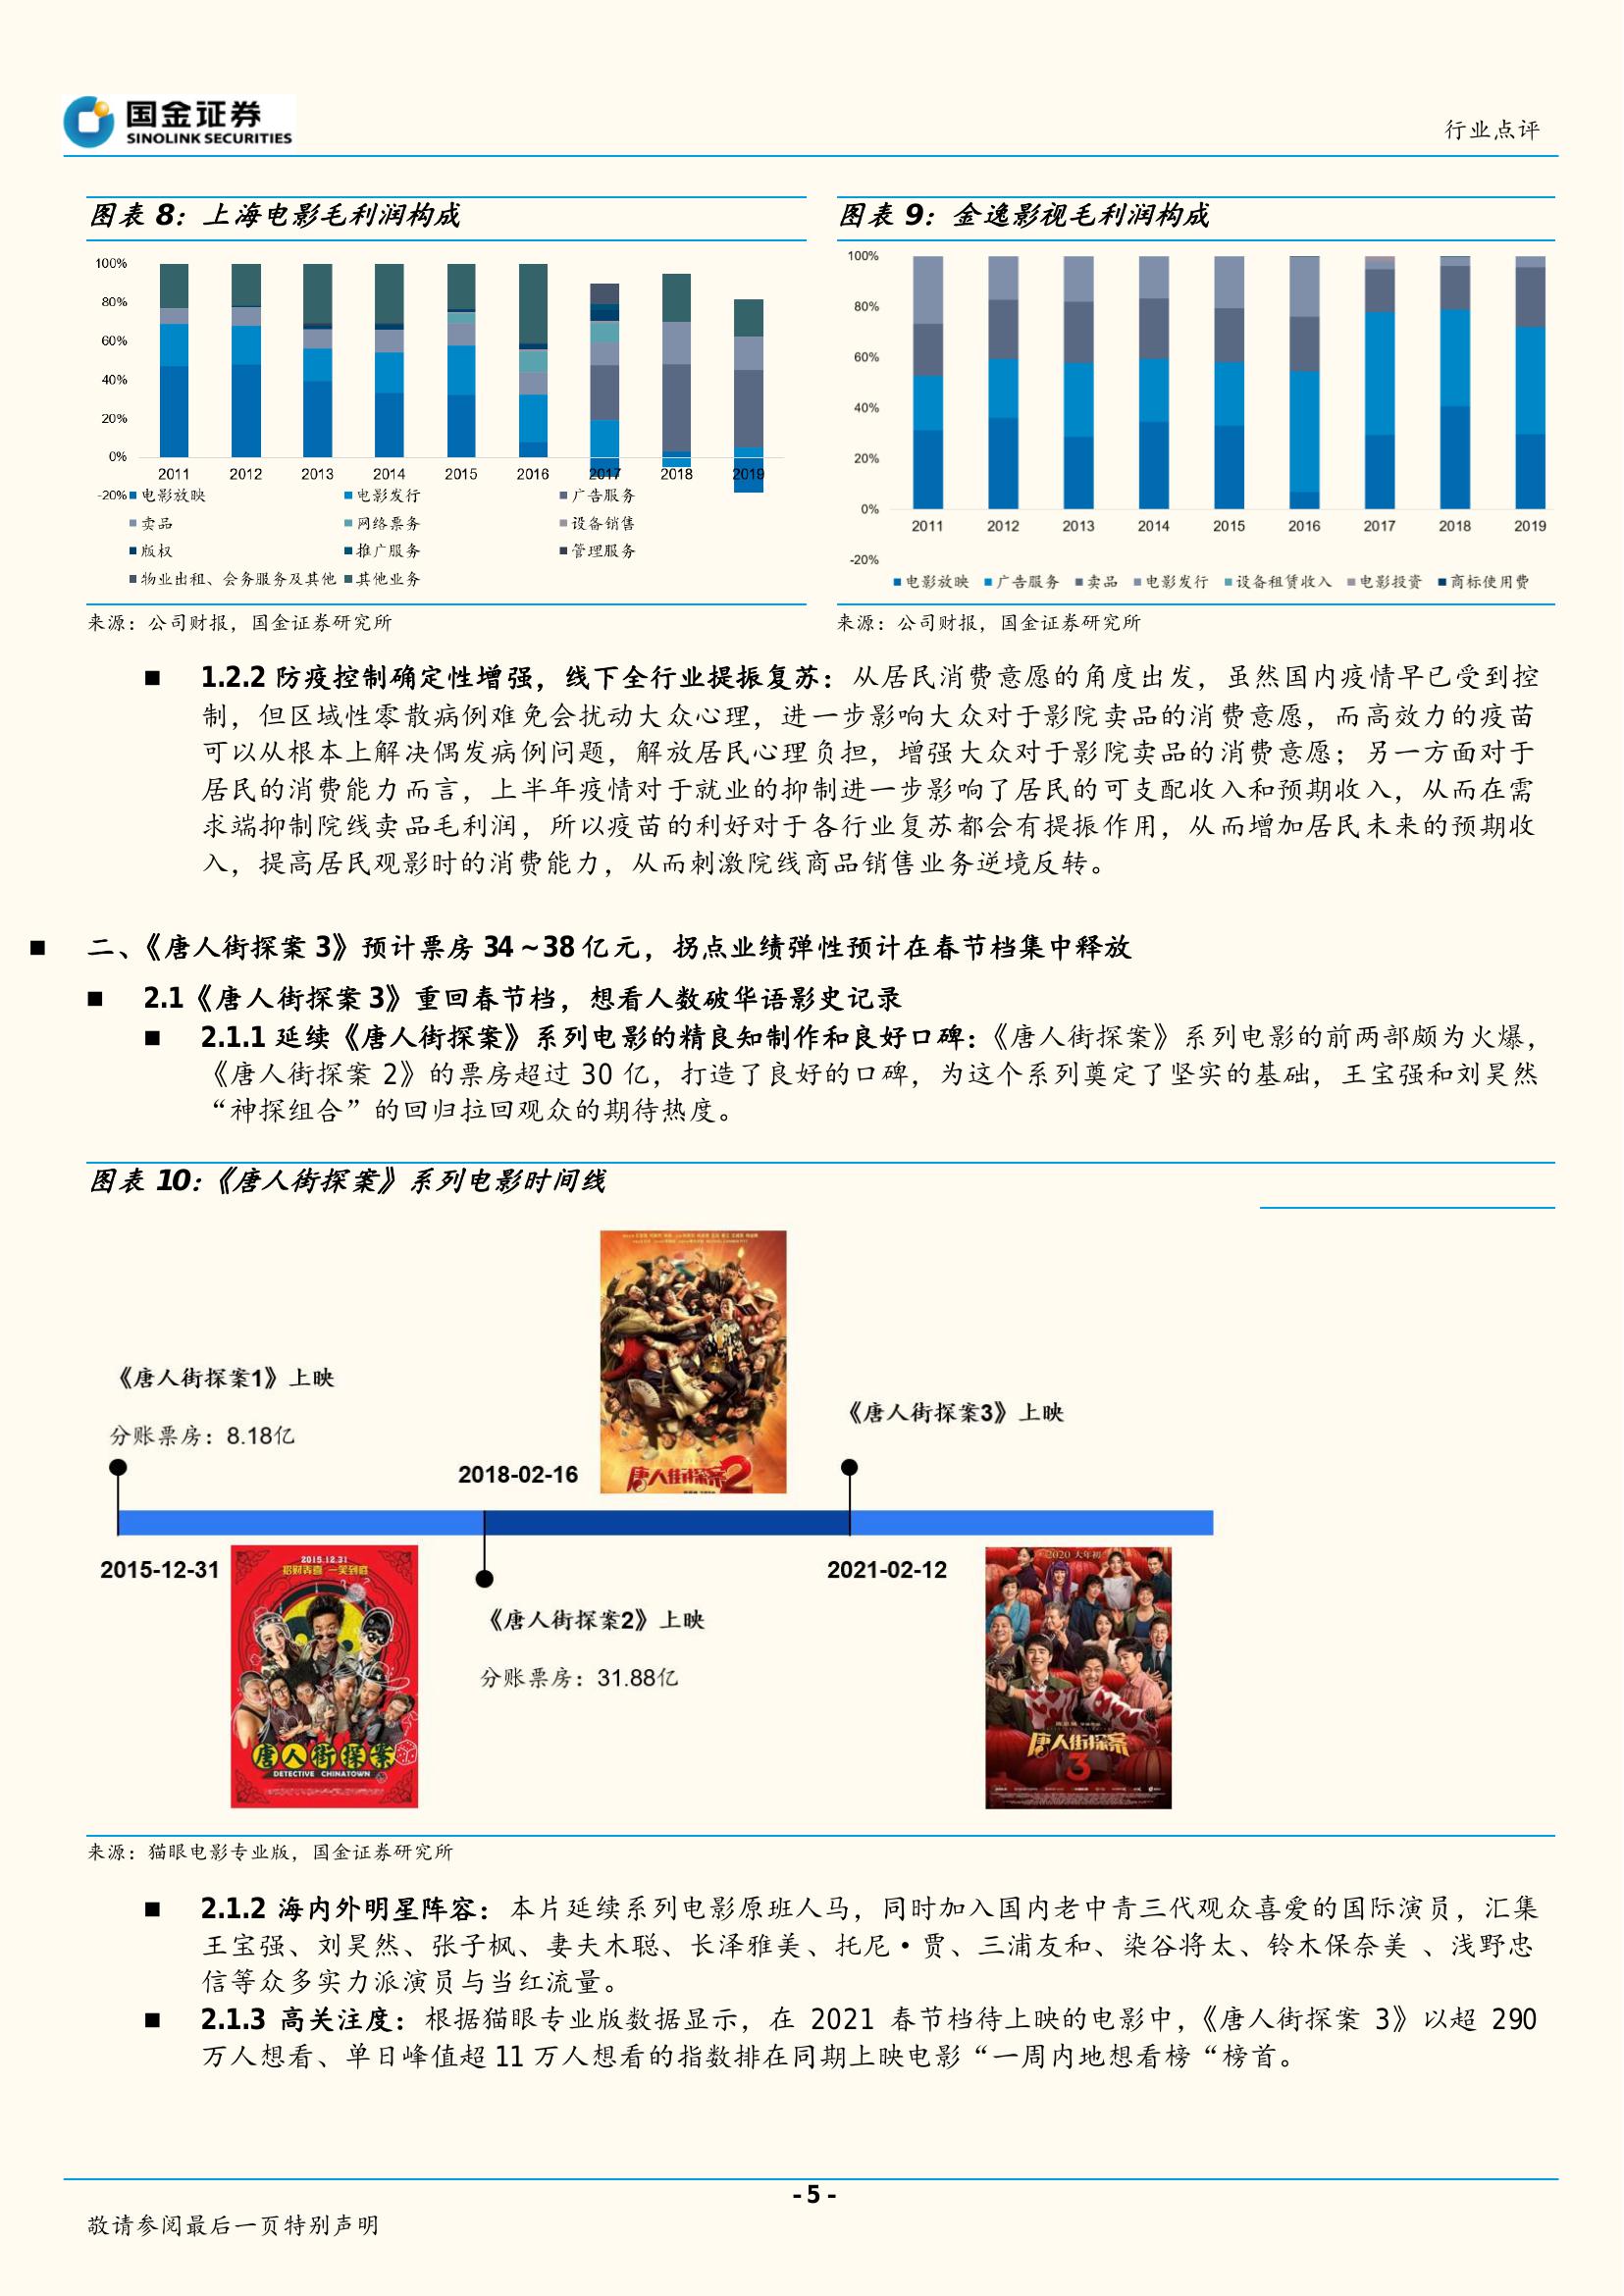 国金证券
SINOLINK SECURITIES
行业点评
图表 8：上海电影毛利润构成
100%
80%
60%
40%
20%
0%
-20%
2011 2012 2013 2014 2015 2016 2017 2018 2019
电影放映 电影发行 广告服务
卖品 网络票务 设备销售
版权 推广服务 管理服务
物业出租、会务服务及其他 其他业务
来源：公司财报，国金证券研究所
图表 9：金逸影视毛利润构成
100%
80%
60%
40%
20%
0%
-20%
2011 2012 2013 2014 2015 2016 2017 2018 2019
电影放映 广告服务 卖品 电影发行 设备租赁收入 电影投资 商标使用费
来源：公司财报，国金证券研究所
■ 1.2.2 防疫控制确定性增强，线下全行业提振复苏：从居民消费意愿的角度出发，虽然国内疫情早已受到控
制，但区域性零散病例难免会扰动大众心理，进一步影响大众对于影院卖品的消费意愿，而高效力的疫苗
可以从根本上解决偶发病例问题，解放居民心理负担，增强大众对于影院卖品的消费意愿；另一方面对于
居民的消费能力而言，上半年疫情对于就业的抑制进一步影响了居民的可支配收入和预期收入，从而在需
求端抑制院线卖品毛利润，所以疫苗的利好对于各行业复苏都会有提振作用，从而增加居民未来的预期收
入，提高居民观影时的消费能力，从而刺激院线商品销售业务逆境反转。
■ 二、《唐人街探案 3》预计票房 34~38 亿元，拐点业绩弹性预计在春节档集中释放
■ 2.1《唐人街探案 3》重回春节档，想看人数破华语影史记录
■ 2.1.1 延续《唐人街探案》系列电影的精良知制作和良好口碑：《唐人街探案》系列电影的前两部颇为火爆，
《唐人街探案 2》的票房超过 30 亿，打造了良好的口碑，为这个系列奠定了坚实的基础，王宝强和刘昊然
“神探组合”的回归拉回观众的期待热度。
图表 10：《唐人街探案》系列电影时间线
《唐人街探案1》上映
分账票房：8.18亿
2015-12-31
2015.12.31
招财弄喜 一笑到底
唐人街探案
DETECTIVE CHINATOWN
2018-02-16
唐人街探案2
《唐人街探案2》上映
分账票房：31.88亿
《唐人街探案3》上映
2021-02-12
2020 大年初一
唐人街探案
3
来源：猫眼电影专业版，国金证券研究所
■ 2.1.2 海内外明星阵容：本片延续系列电影原班人马，同时加入国内老中青三代观众喜爱的国际演员，汇集
王宝强、刘昊然、张子枫、妻夫木聪、长泽雅美、托尼·贾、三浦友和、染谷将太、铃木保奈美 、浅野忠
信等众多实力派演员与当红流量。
■ 2.1.3 高关注度：根据猫眼专业版数据显示，在 2021 春节档待上映的电影中，《唐人街探案 3》以超 290
万人想看、单日峰值超 11 万人想看的指数排在同期上映电影“一周内地想看榜“榜首。
- 5 -
敬请参阅最后一页特别声明